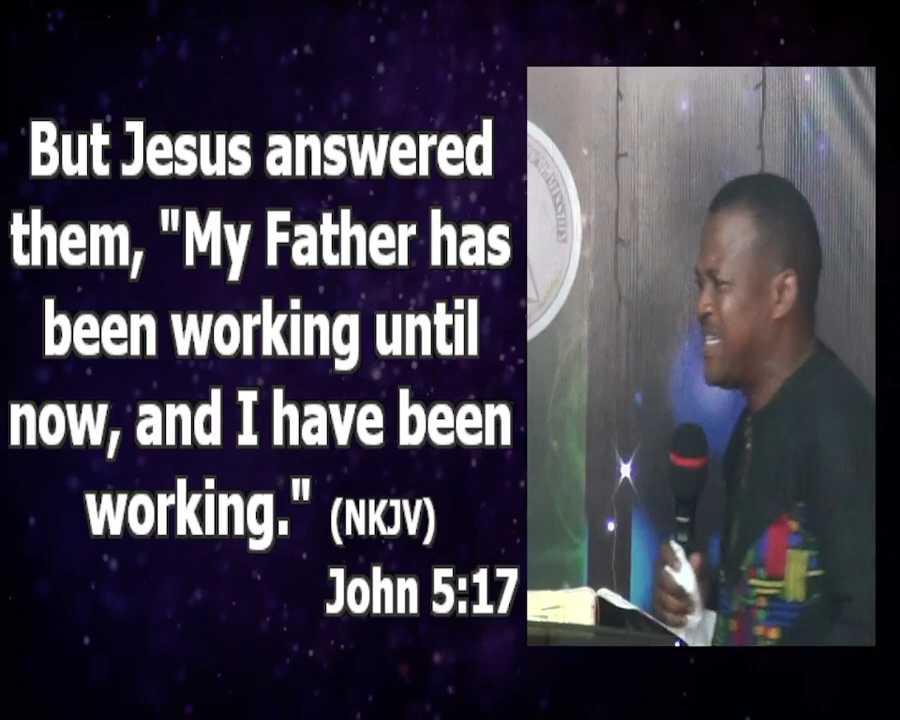 But Jesus answered
them, "My Father has
been working until
now, and I have been
working." (NKJV)
John 5:17